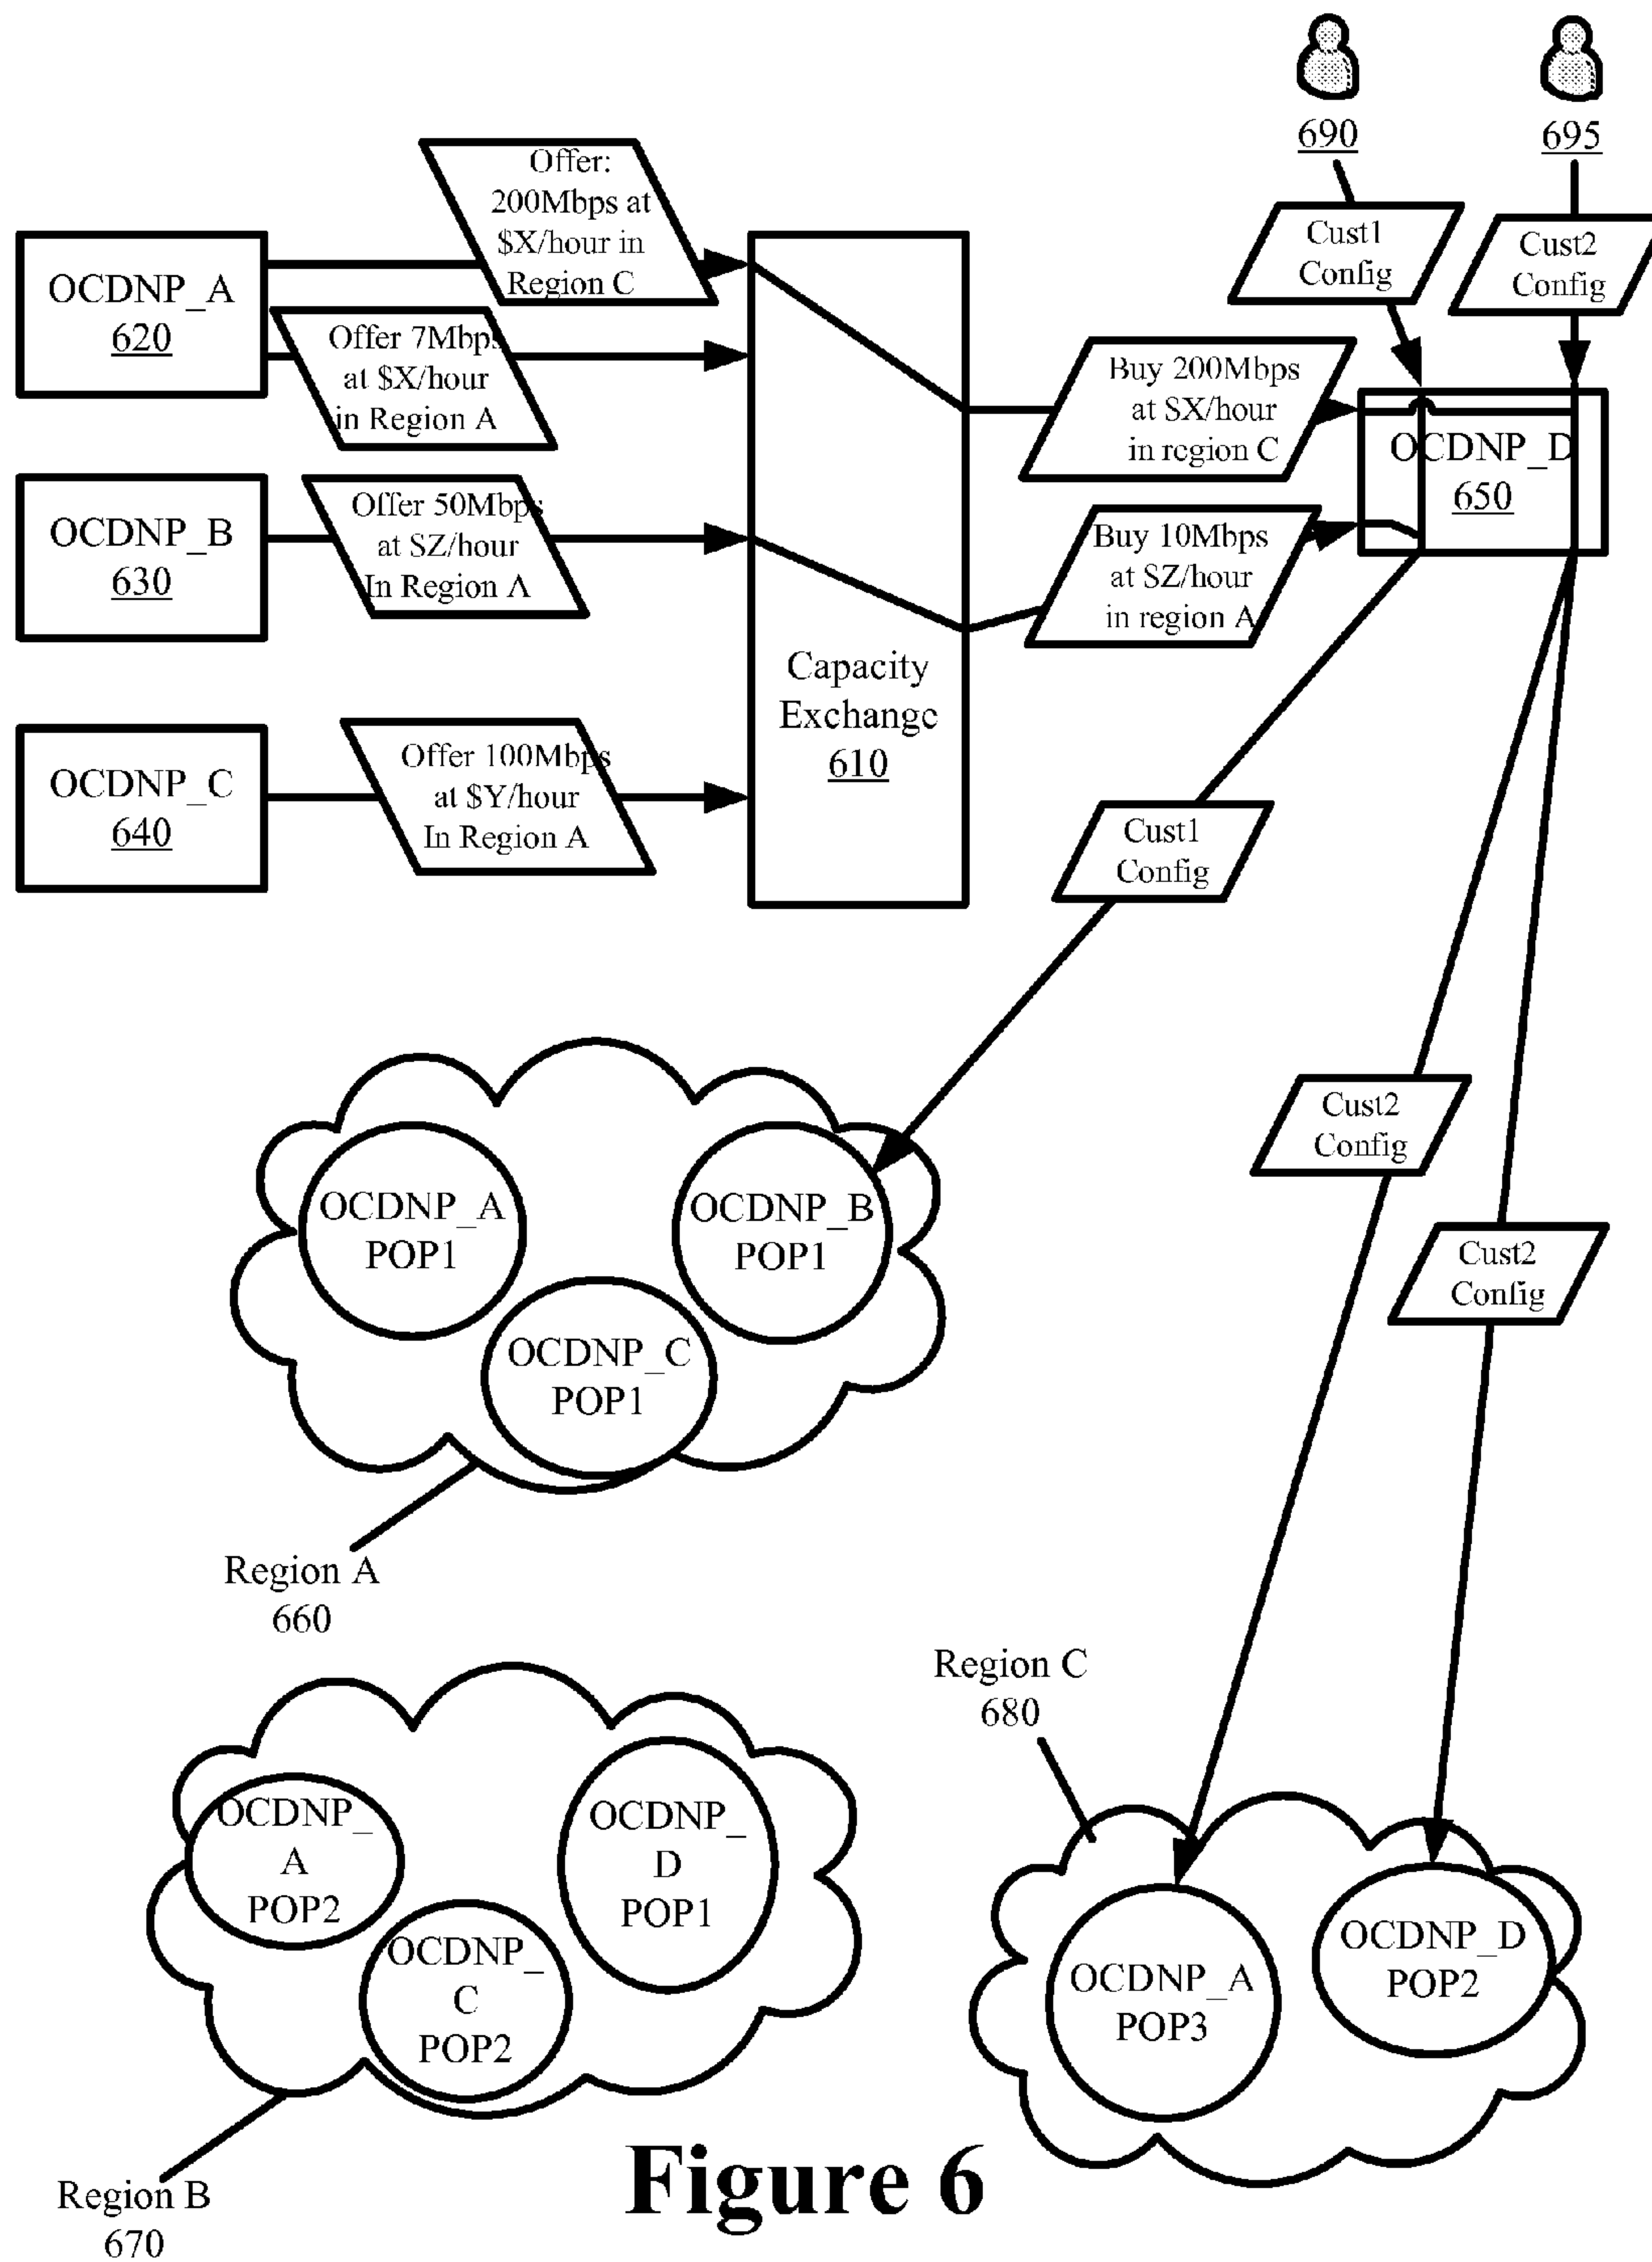 690
695
Offer:
200Mbps at
$X/hour in
Region C
Cust1
Config
Cust2
Config
OCDNP_A
620
Offer 7Mbps
at $X/hour
in Region A
Buy 200Mbps
at $X/hour
in region C
OCDNP_D
650
OCDNP_B
630
Offer 50Mbps
at $Z/hour
In Region A
Buy 10Mbps
at $Z/hour
in region A
Capacity
Exchange
610
OCDNP_C
640
Offer 100Mbps
at $Y/hour
In Region A
Cust1
Config
Cust2
Config
Cust2
Config
OCDNP_A
POP1
OCDNP_B
POP1
OCDNP_C
POP1
Region A
660
Region C
680
OCDNP_
A
POP2
OCDNP_
D
POP1
OCDNP_
C
POP2
OCDNP_A
POP3
OCDNP_D
POP2
Region B
670
Figure 6